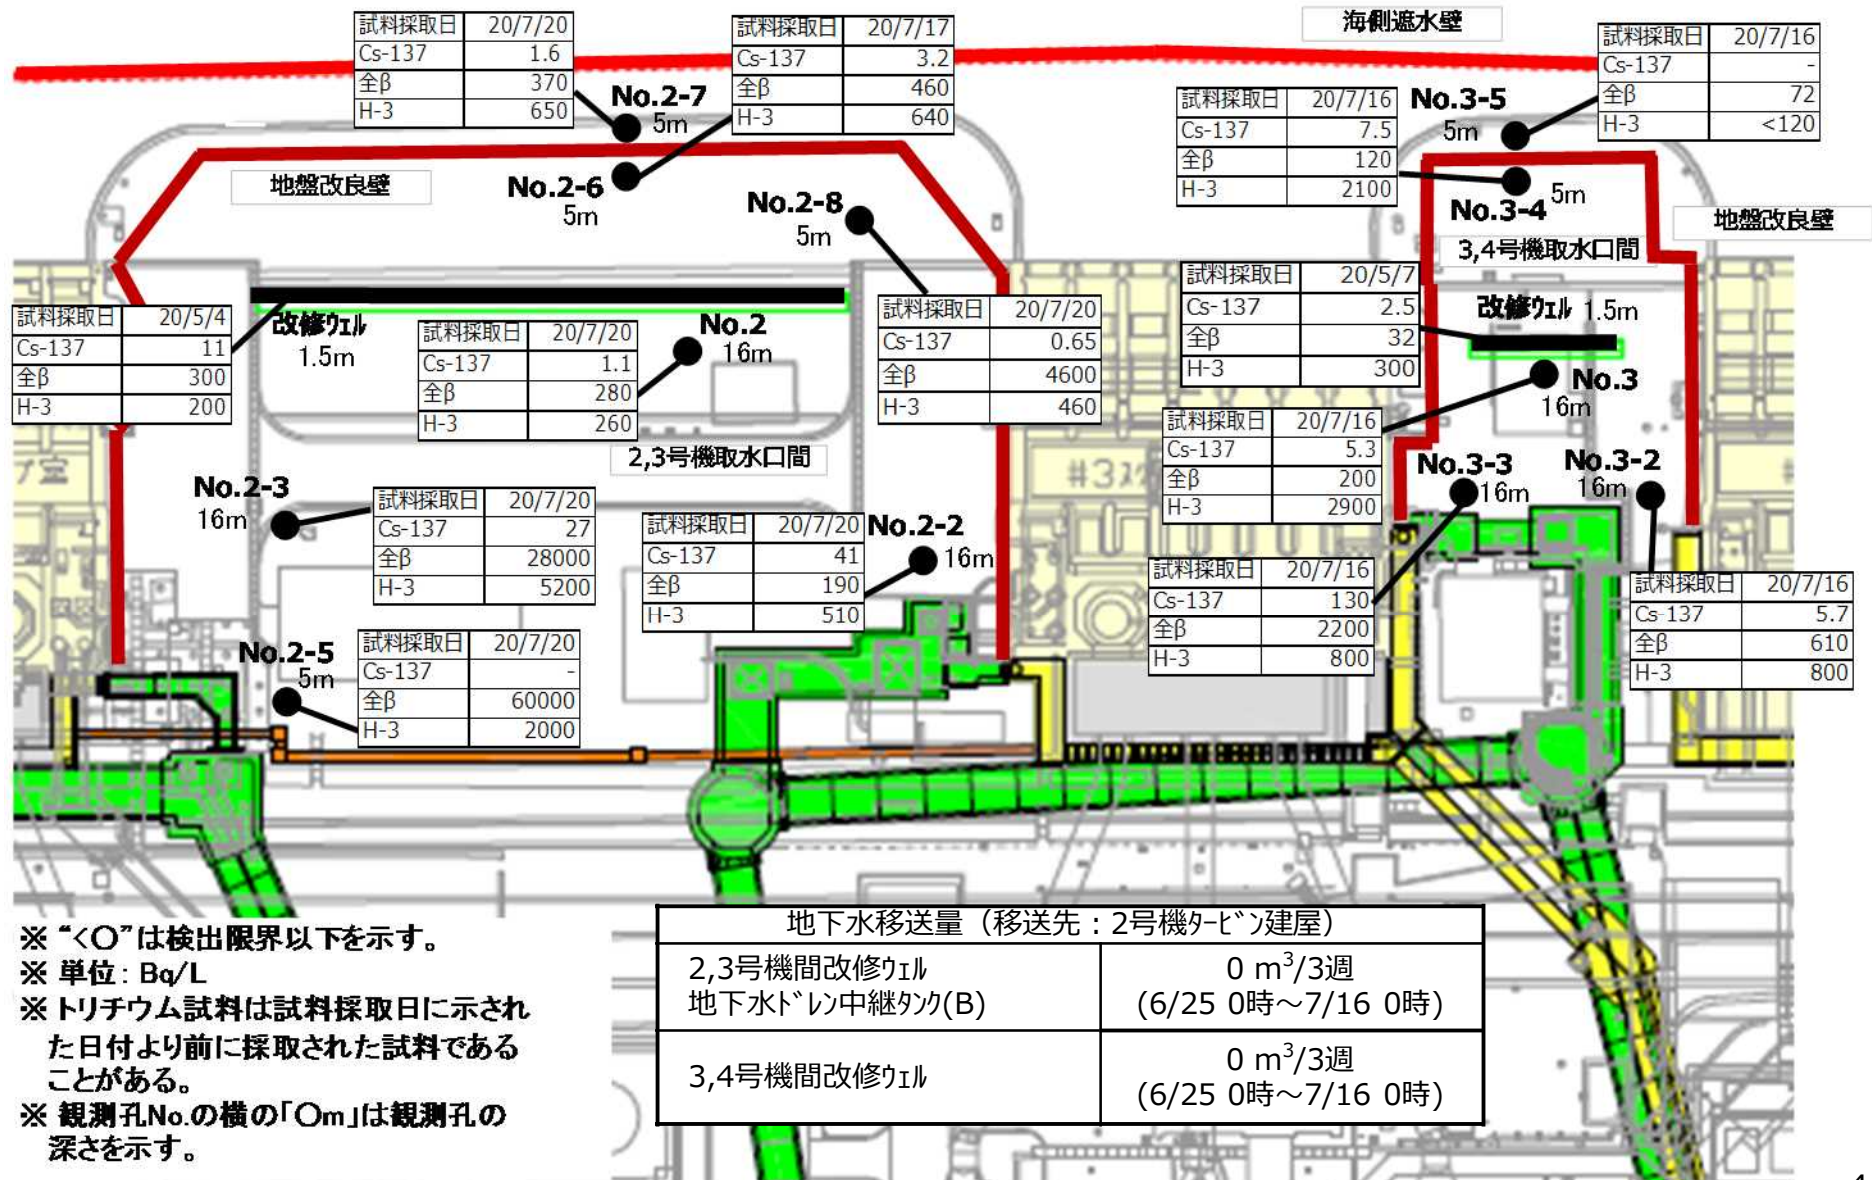 海側遮水壁
試料採取日 20/7/20
Cs-137 1.6
全β 370
H-3 650
No.2-7
5m
試料採取日 20/7/17
Cs-137 3.2
全β 460
H-3 640
試料採取日 20/7/16
Cs-137 -
全β 72
H-3 <120
No.3-5
5m
試料採取日 20/7/16
Cs-137 7.5
全β 120
H-3 2100
地盤改良壁
No.2-6
5m
No.2-8
5m
5m
No.3-4
地盤改良壁
3,4号機取水口間
試料採取日 20/5/4
Cs-137 11
全β 300
H-3 200
改修ウェル
1.5m
試料採取日 20/7/20
Cs-137 1.1
全β 280
H-3 260
No.2
16m
試料採取日 20/7/20
Cs-137 0.65
全β 4600
H-3 460
試料採取日 20/5/7
Cs-137 2.5
全β 32
H-3 300
改修ウェル 1.5m
No.3
16m
2,3号機取水口間
試料採取日 20/7/16
Cs-137 5.3
全β 200
H-3 2900
No.2-3
16m
試料採取日 20/7/20
Cs-137 27
全β 28000
H-3 5200
試料採取日 20/7/20
Cs-137 41
全β 190
H-3 510
No.2-2
16m
No.3-3
16m
No.3-2
16m
試料採取日 20/7/16
Cs-137 130
全β 2200
H-3 800
試料採取日 20/7/16
Cs-137 5.7
全β 610
H-3 800
No.2-5
5m
試料採取日 20/7/20
Cs-137 -
全β 60000
H-3 2000
※ “<○”は検出限界以下を示す。
※ 単位: Bq/L
※ トリチウム試料は試料採取日に示され
た日付より前に採取された試料である
ことがある。
※ 観測孔No.の横の「○m」は観測孔の
深さを示す。
地下水移送量（移送先：2号機タービン建屋）
2,3号機間改修ウェル
地下水ドレン中継タンク(B)
0 m³/3週
(6/25 0時～7/16 0時)
3,4号機間改修ウェル
0 m³/3週
(6/25 0時～7/16 0時)